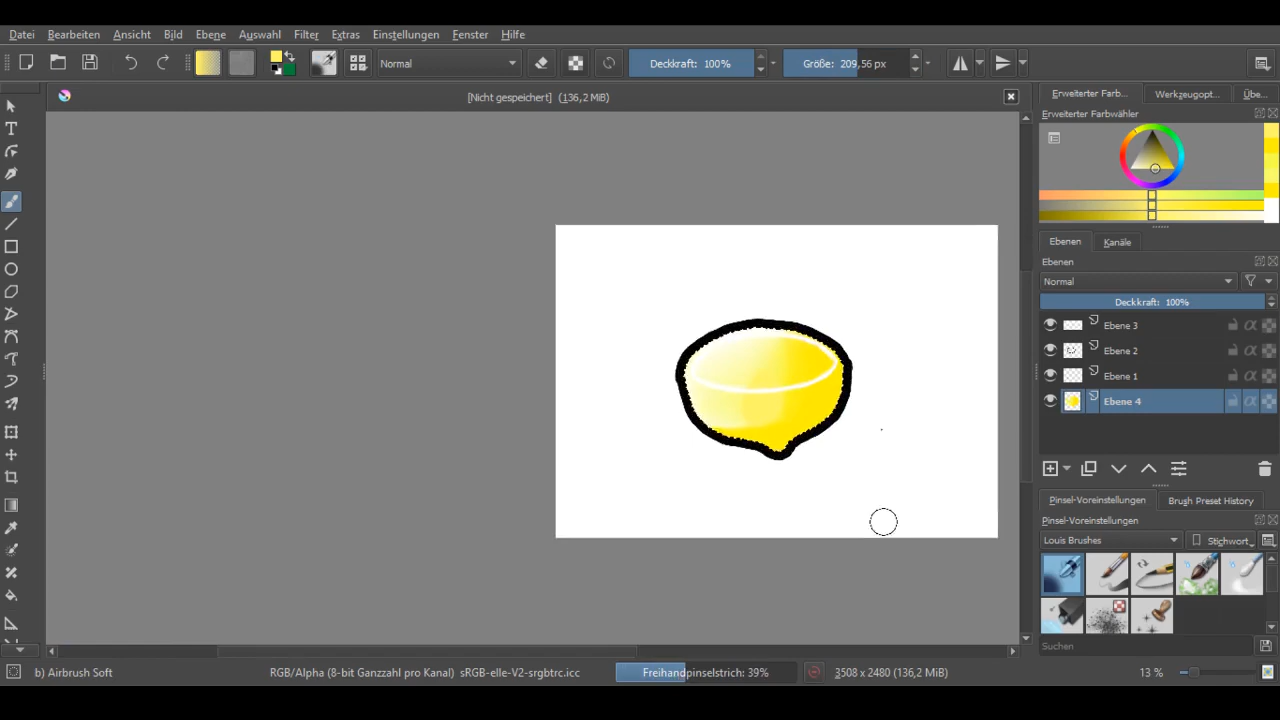 Datei Bearbeiten Ansicht Bild Ebene Auswahl Filter Extras Einstellungen Fenster Hilfe
Normal Deckkraft: 100% Größe: 209,56 px
[Nicht gespeichert] (136,2 MiB)
Erweiterter Farb... Werkzeugopt... Übe...
Erweiterter Farbwähler
Ebenen Kanäle
Ebenen
Normal
Deckkraft: 100%
Ebene 3
Ebene 2
Ebene 1
Ebene 4
Pinsel-Voreinstellungen Brush Preset History
Pinsel-Voreinstellungen
Louis Brushes Stichwort
Suchen
b) Airbrush Soft RGB/Alpha (8-bit Ganzzahl pro Kanal) sRGB-elle-V2-srgbtrc.icc Freihandpinselstrich: 39% 3508 x 2480 (136,2 MiB) 13 %